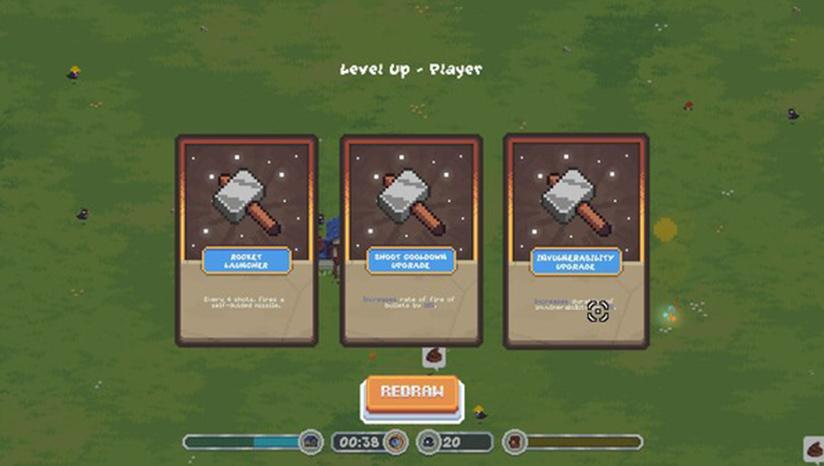 Level Up - Player
ROCKET
LAUNCHER
Every 4 shots, fires a
self-guided missile.
SHOOT COOLDOWN
UPGRADE
Increases rate of fire of
bullets by
INVULNERABILITY
UPGRADE
Increases
invulnerability
REDRAW
00:38
20